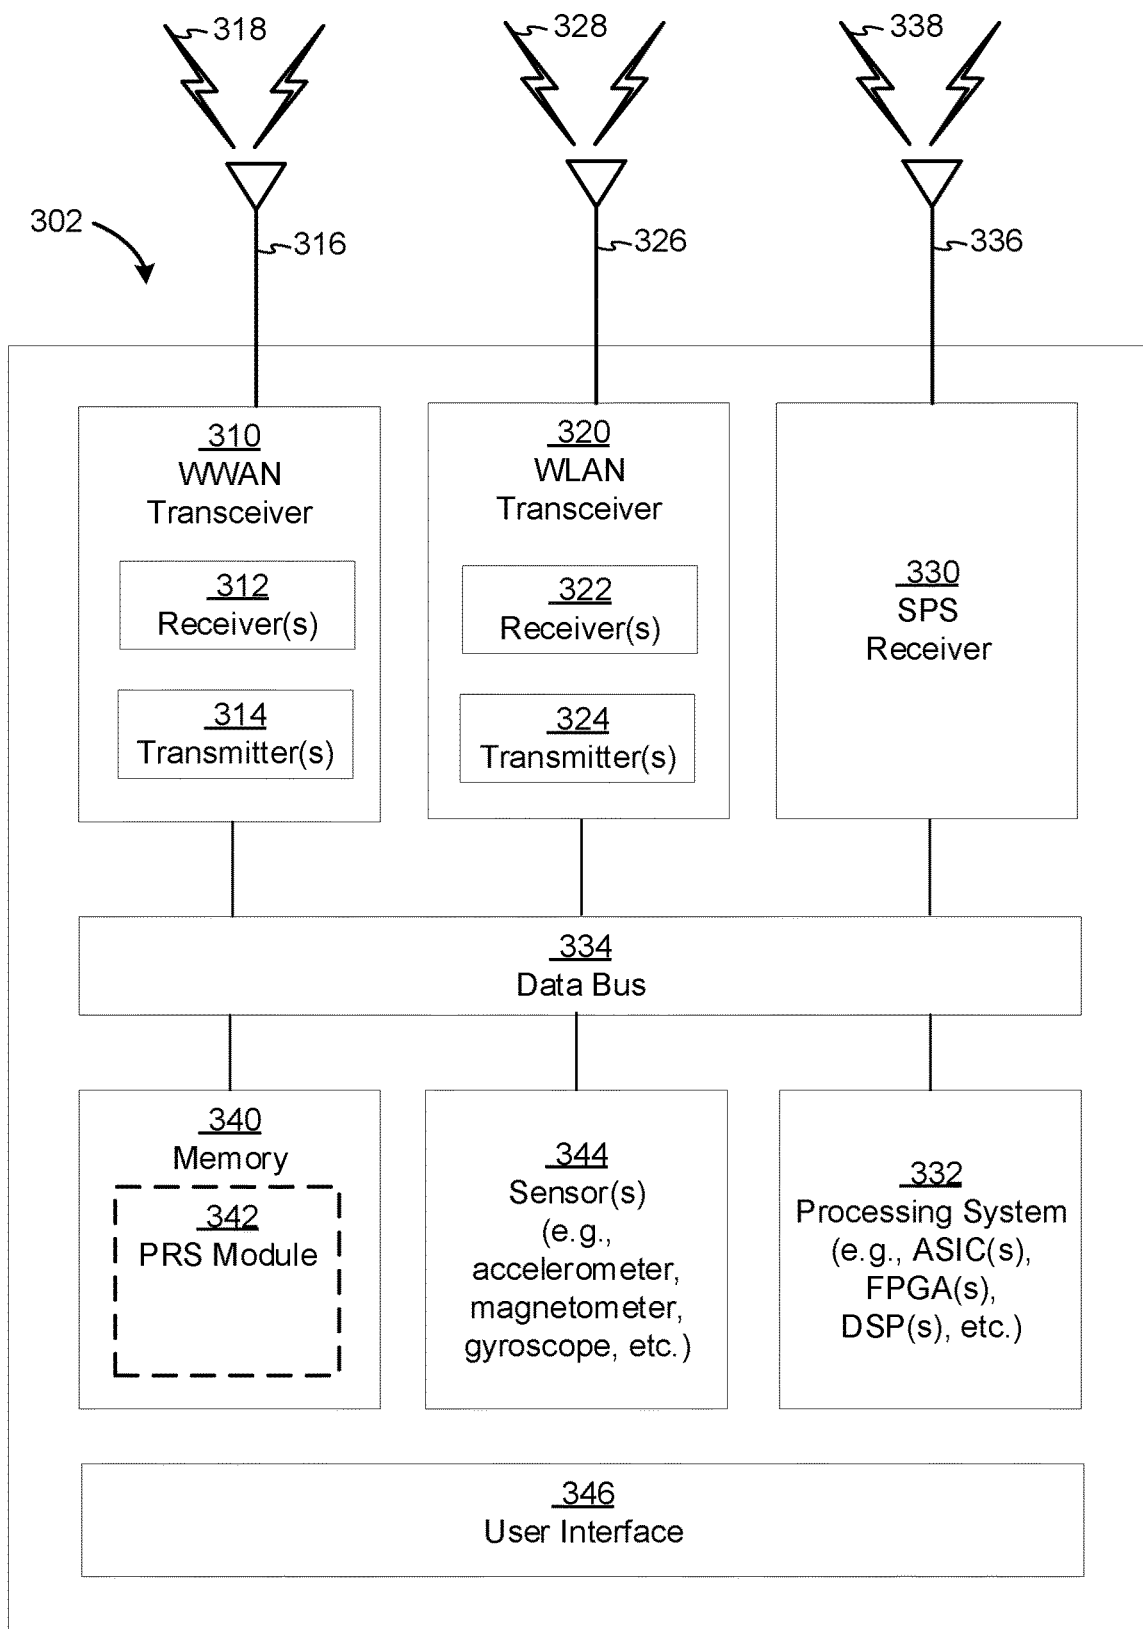 318 328 338
302 316 326 336
310 320
WWAN WLAN
Transceiver Transceiver
312 322 330
Receiver(s) Receiver(s) SPS
Receiver
314 324
Transmitter(s) Transmitter(s)
334
Data Bus
340
Memory
342
PRS Module
344
Sensor(s)
(e.g.,
accelerometer,
magnetometer,
gyroscope, etc.)
332
Processing System
(e.g., ASIC(s),
FPGA(s),
DSP(s), etc.)
346
User Interface